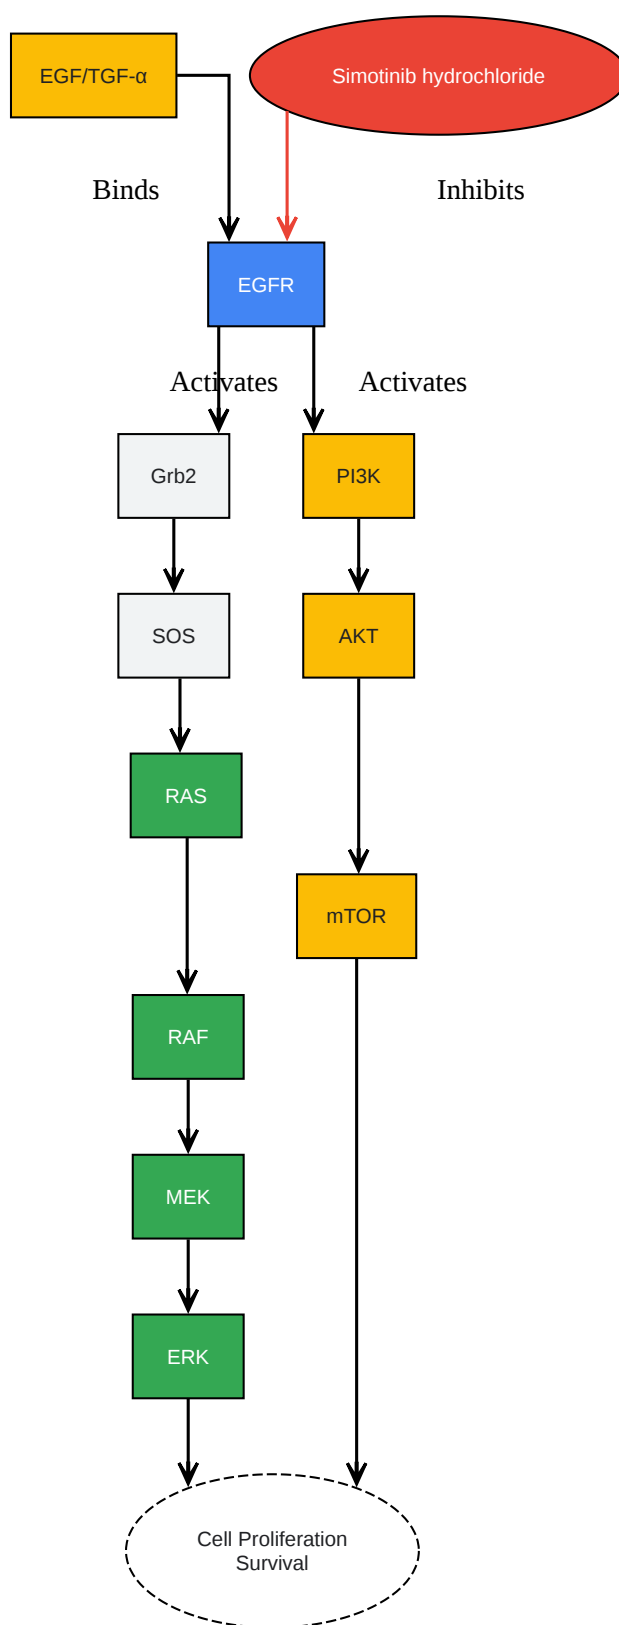 EGF/TGF-α
Simotinib hydrochloride
Binds
Inhibits
EGFR
Activates
Activates
Grb2
PI3K
SOS
AKT
RAS
mTOR
RAF
MEK
ERK
Cell Proliferation
Survival